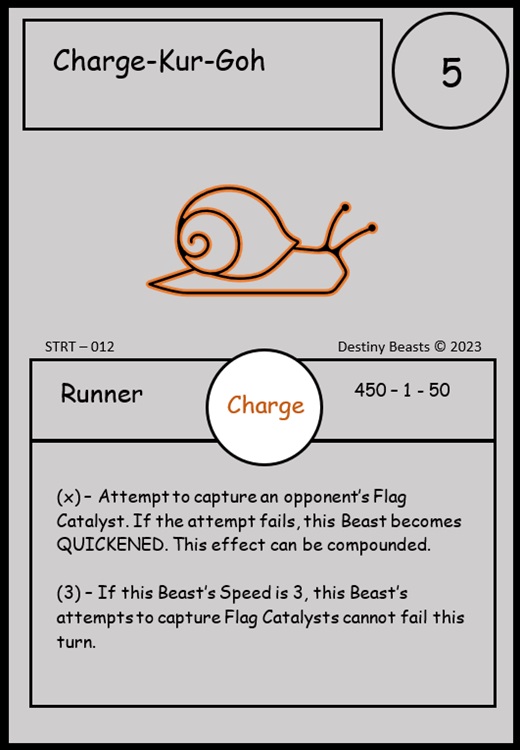 Charge-Kur-Goh
5
STRT – 012
Destiny Beasts © 2023
Runner
Charge
450 – 1 - 50
(x) – Attempt to capture an opponent's Flag
Catalyst. If the attempt fails, this Beast becomes
QUICKENED. This effect can be compounded.
(3) – If this Beast's Speed is 3, this Beast's
attempts to capture Flag Catalysts cannot fail this
turn.